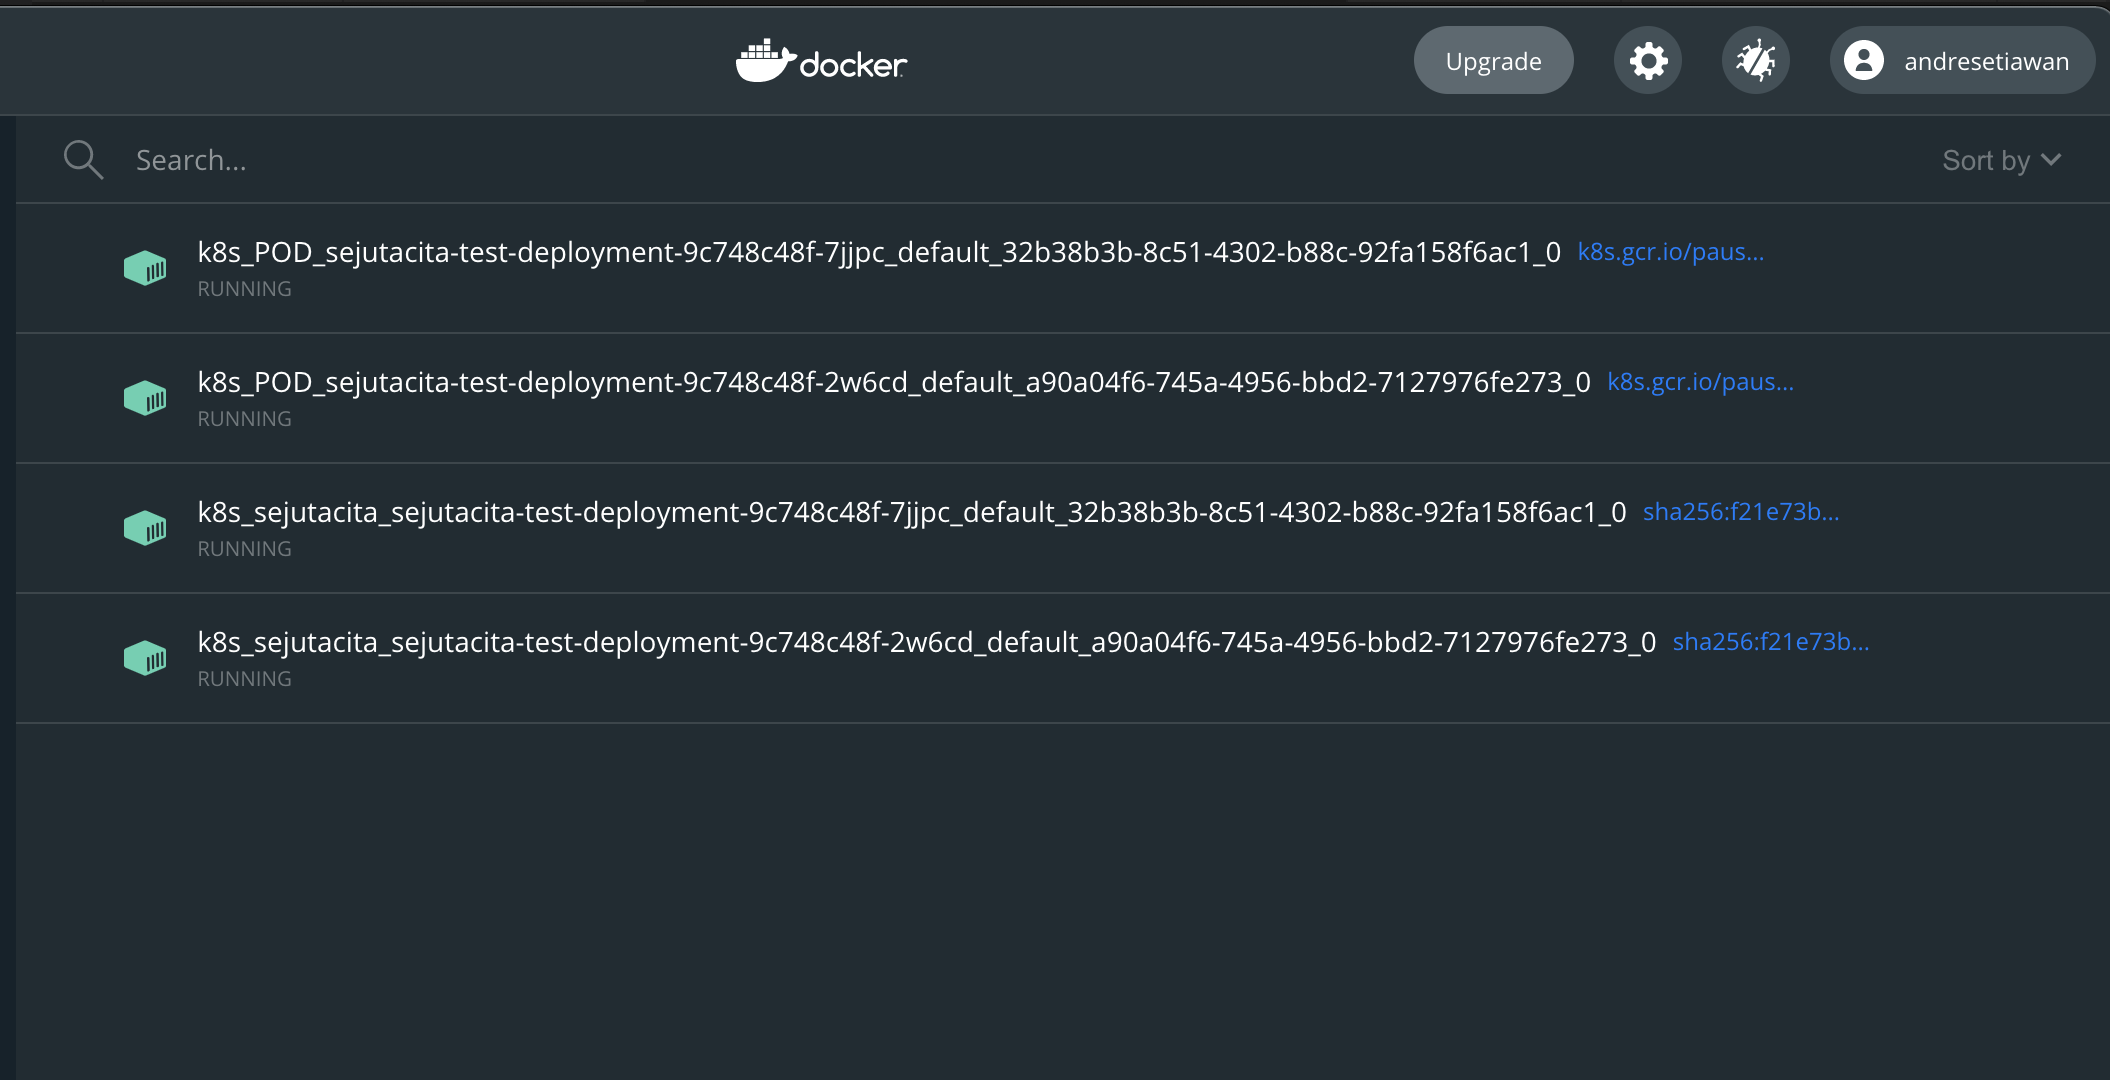 docker
Upgrade
andresetiawan
Search...
Sort by
k8s_POD_sejutacita-test-deployment-9c748c48f-7jjpc_default_32b38b3b-8c51-4302-b88c-92fa158f6ac1_0 k8s.gcr.io/paus...
RUNNING
k8s_POD_sejutacita-test-deployment-9c748c48f-2w6cd_default_a90a04f6-745a-4956-bbd2-7127976fe273_0 k8s.gcr.io/paus...
RUNNING
k8s_sejutacita_sejutacita-test-deployment-9c748c48f-7jjpc_default_32b38b3b-8c51-4302-b88c-92fa158f6ac1_0 sha256:f21e73b...
RUNNING
k8s_sejutacita_sejutacita-test-deployment-9c748c48f-2w6cd_default_a90a04f6-745a-4956-bbd2-7127976fe273_0 sha256:f21e73b...
RUNNING